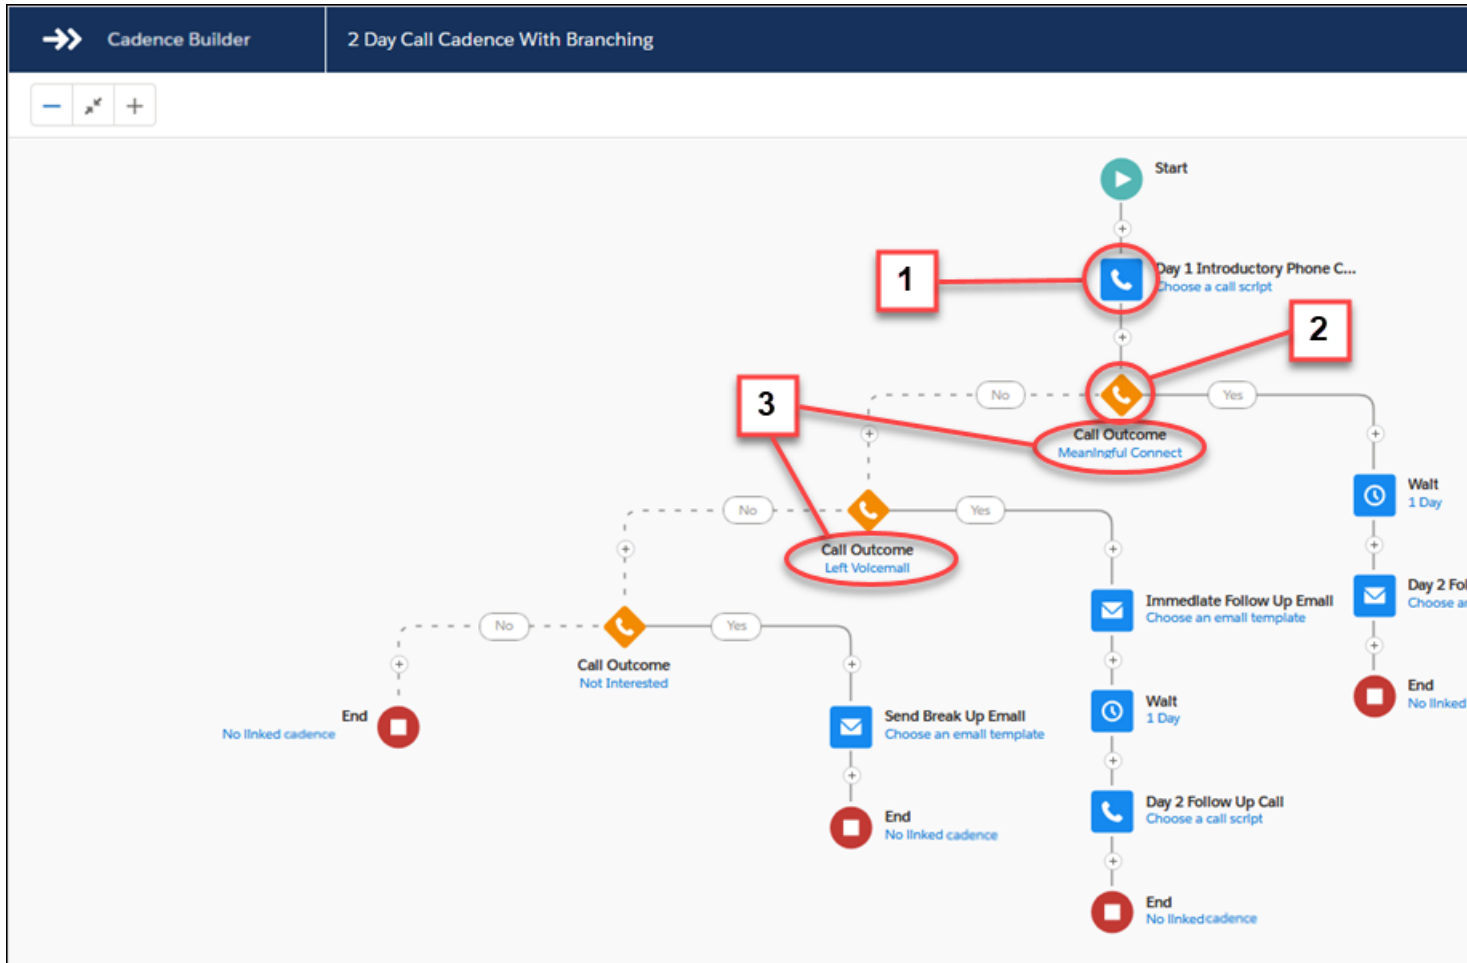 Cadence Builder
2 Day Call Cadence With Branching
Start
1
Day 1 Introductory Phone C...
Choose a call script
2
3
No
Yes
Call Outcome
Meaningful Connect
Wait
1 Day
No
Yes
Call Outcome
Left Voicemail
Day 2 Fol
Choose an
Immediate Follow Up Email
Choose an email template
No
Yes
Call Outcome
Not Interested
End
No linked
Wait
1 Day
End
No linked cadence
Send Break Up Email
Choose an email template
Day 2 Follow Up Call
Choose a call script
End
No linked cadence
End
No linked cadence